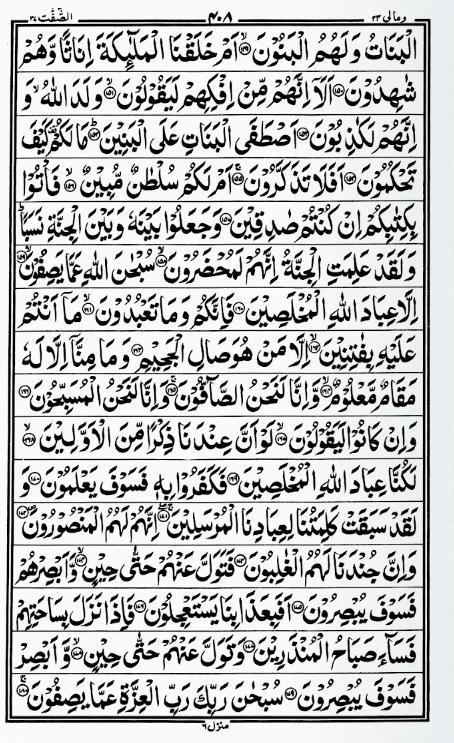 وما لی ۲۳ ۴۰۸ الصّٰٓفّٰت ۳۷
الْبَنَاتُ وَلَهُمُ الْبَنُوْنَ ﴿۱۴۹﴾ اَمْ خَلَقْنَا الْمَلٰٓئِكَةَ اِنَاثًا وَّهُمْ
شٰهِدُوْنَ ﴿۱۵۰﴾ اَلَاۤ اِنَّهُمْ مِّنْ اِفْكِهِمْ لَيَقُوْلُوْنَ ﴿۱۵۱﴾ وَلَدَ اللّٰهُ ۙ وَ
اِنَّهُمْ لَكٰذِبُوْنَ ﴿۱۵۲﴾ اَصْطَفَى الْبَنَاتِ عَلَى الْبَنِيْنَ ﴿۱۵۳﴾ مَا لَكُمْ ۫ كَيْفَ
تَحْكُمُوْنَ ﴿۱۵۴﴾ اَفَلَا تَذَكَّرُوْنَ ﴿۱۵۵﴾ اَمْ لَكُمْ سُلْطٰنٌ مُّبِيْنٌ ﴿۱۵۶﴾ فَاْتُوْا
بِكِتٰبِكُمْ اِنْ كُنْتُمْ صٰدِقِيْنَ ﴿۱۵۷﴾ وَجَعَلُوْا بَيْنَهٗ وَبَيْنَ الْجِنَّةِ نَسَبًا ؕ
وَلَقَدْ عَلِمَتِ الْجِنَّةُ اِنَّهُمْ لَمُحْضَرُوْنَ ﴿۱۵۸﴾ سُبْحٰنَ اللّٰهِ عَمَّا يَصِفُوْنَ ﴿۱۵۹﴾
اِلَّا عِبَادَ اللّٰهِ الْمُخْلَصِيْنَ ﴿۱۶۰﴾ فَاِنَّكُمْ وَمَا تَعْبُدُوْنَ ﴿۱۶۱﴾ مَاۤ اَنْتُمْ
عَلَيْهِ بِفٰتِنِيْنَ ﴿۱۶۲﴾ اِلَّا مَنْ هُوَ صَالِ الْجَحِيْمِ ﴿۱۶۳﴾ وَمَا مِنَّاۤ اِلَّا لَهٗ
مَقَامٌ مَّعْلُوْمٌ ﴿۱۶۴﴾ وَّاِنَّا لَنَحْنُ الصَّآفُّوْنَ ﴿۱۶۵﴾ وَاِنَّا لَنَحْنُ الْمُسَبِّحُوْنَ ﴿۱۶۶﴾
وَاِنْ كَانُوْا لَيَقُوْلُوْنَ ﴿۱۶۷﴾ لَوْ اَنَّ عِنْدَنَا ذِكْرًا مِّنَ الْاَوَّلِيْنَ ﴿۱۶۸﴾
لَكُنَّا عِبَادَ اللّٰهِ الْمُخْلَصِيْنَ ﴿۱۶۹﴾ فَكَفَرُوْا بِهٖ فَسَوْفَ يَعْلَمُوْنَ ﴿۱۷۰﴾ وَ
لَقَدْ سَبَقَتْ كَلِمَتُنَا لِعِبَادِنَا الْمُرْسَلِيْنَ ﴿۱۷۱﴾ اِنَّهُمْ لَهُمُ الْمَنْصُوْرُوْنَ ﴿۱۷۲﴾
وَاِنَّ جُنْدَنَا لَهُمُ الْغٰلِبُوْنَ ﴿۱۷۳﴾ فَتَوَلَّ عَنْهُمْ حَتّٰى حِيْنٍ ﴿۱۷۴﴾ وَّاَبْصِرْهُمْ
فَسَوْفَ يُبْصِرُوْنَ ﴿۱۷۵﴾ اَفَبِعَذَابِنَا يَسْتَعْجِلُوْنَ ﴿۱۷۶﴾ فَاِذَا نَزَلَ بِسَاحَتِهِمْ
فَسَآءَ صَبَاحُ الْمُنْذَرِيْنَ ﴿۱۷۷﴾ وَتَوَلَّ عَنْهُمْ حَتّٰى حِيْنٍ ﴿۱۷۸﴾ وَّاَبْصِرْ
فَسَوْفَ يُبْصِرُوْنَ ﴿۱۷۹﴾ سُبْحٰنَ رَبِّكَ رَبِّ الْعِزَّةِ عَمَّا يَصِفُوْنَ ﴿۱۸۰﴾
منزل ۶